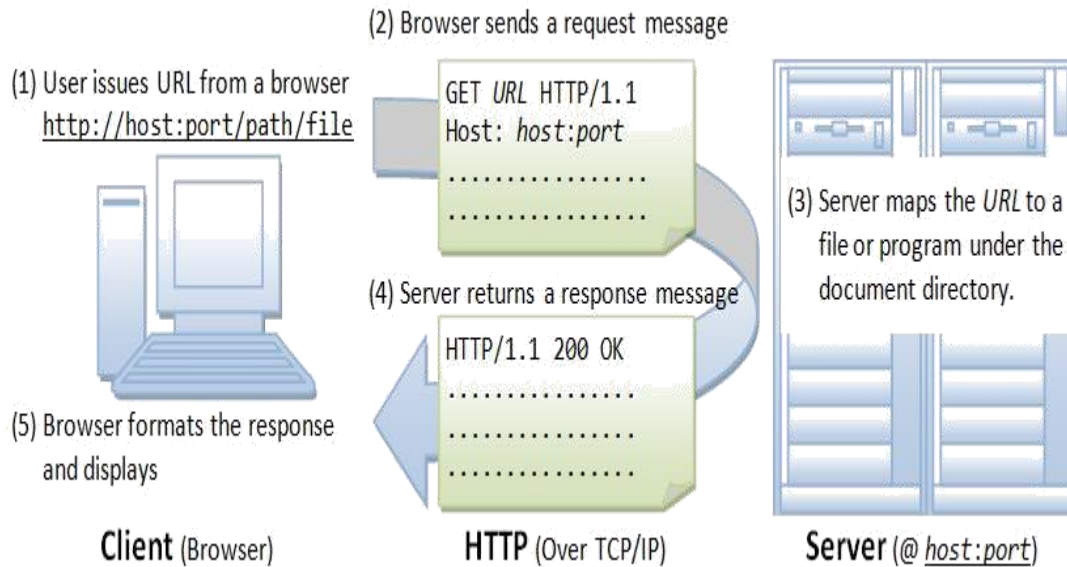 (2) Browser sends a request message
(1) User issues URL from a browser
http://host:port/path/file
GET URL HTTP/1.1
Host: host:port
.................
.................
(3) Server maps the URL to a
file or program under the
document directory.
(4) Server returns a response message
HTTP/1.1 200 OK
................
................
................
(5) Browser formats the response
and displays
Client (Browser)
HTTP (Over TCP/IP)
Server (@ host:port)